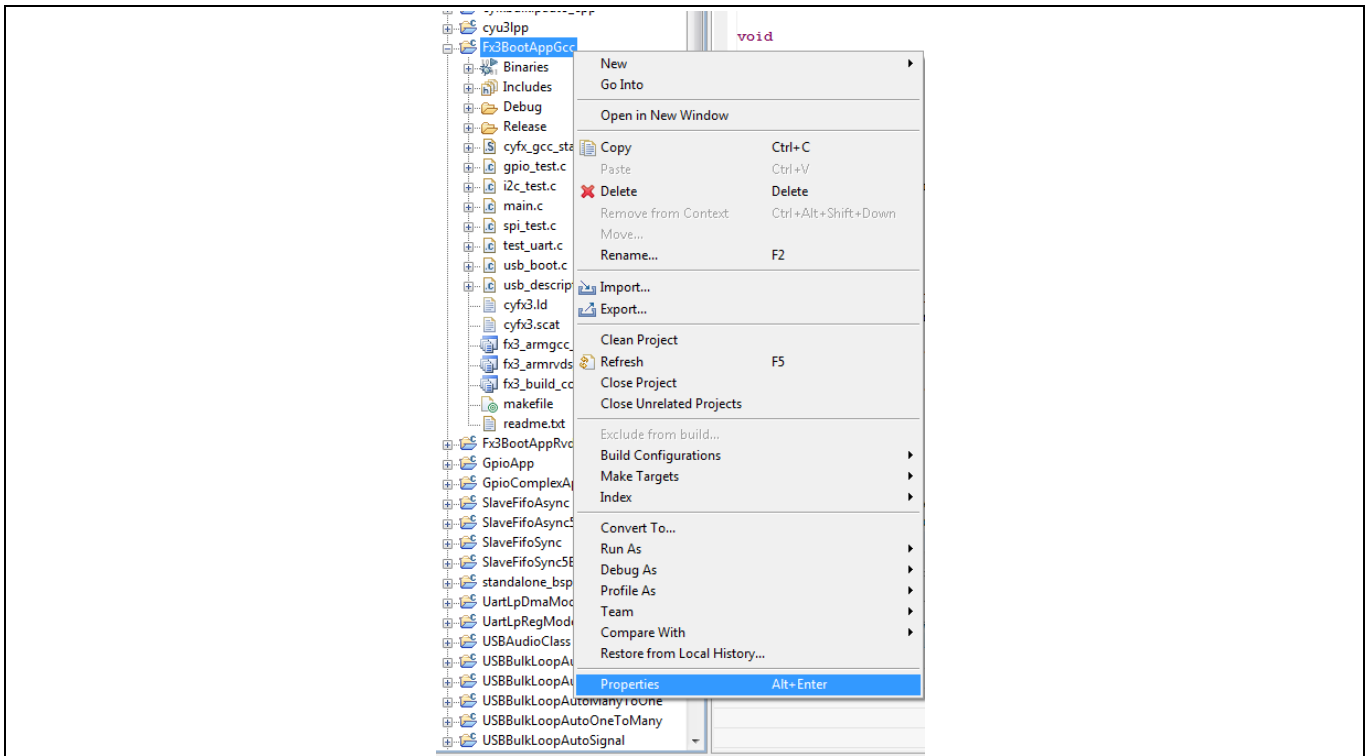 cyu3lpp
void
Fx3BootAppGcc
Binaries
Includes
Debug
Release
cyfx_gcc_sta
gpio_test.c
i2c_test.c
main.c
spi_test.c
test_uart.c
usb_boot.c
usb_descrip
cyfx3.ld
cyfx3.scat
fx3_armgcc_
fx3_armrvds
fx3_build_co
makefile
readme.txt
Fx3BootAppRvd
GpioApp
GpioComplexAp
SlaveFifoAsync
SlaveFifoAsync5
SlaveFifoSync
SlaveFifoSync5B
standalone_bsp
UartLpDmaMod
UartLpRegMode
USBAudioClass
USBBulkLoopAu
USBBulkLoopAu
USBBulkLoopAutoManyToOne
USBBulkLoopAutoOneToMany
USBBulkLoopAutoSignal
New
Go Into
Open in New Window
Copy Ctrl+C
Paste Ctrl+V
Delete Delete
Remove from Context Ctrl+Alt+Shift+Down
Move...
Rename... F2
Import...
Export...
Clean Project
Refresh F5
Close Project
Close Unrelated Projects
Exclude from build...
Build Configurations
Make Targets
Index
Convert To...
Run As
Debug As
Profile As
Team
Compare With
Restore from Local History...
Properties Alt+Enter